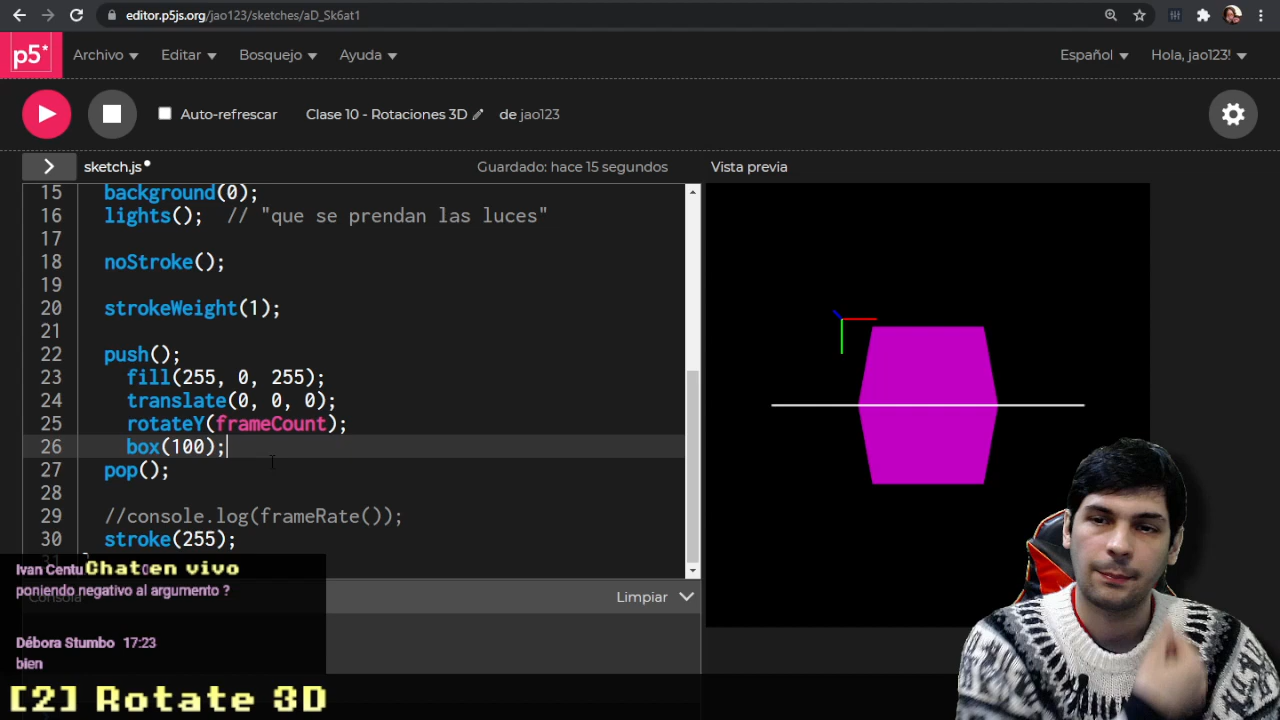 editor.p5js.org/jao123/sketches/aD_Sk6at1
p5* Archivo Editar Bosquejo Ayuda Español Hola, jao123!
Auto-refrescar Clase 10 - Rotaciones 3D de jao123
sketch.js Guardado: hace 15 segundos Vista previa
15 background(0);
16 lights(); // "que se prendan las luces"
17
18 noStroke();
19
20 strokeWeight(1);
21
22 push();
23 fill(255, 0, 255);
24 translate(0, 0, 0);
25 rotateY(frameCount);
26 box(100);
27 pop();
28
29 //console.log(frameRate());
30 stroke(255);
Ivan Centu
Chat en vivo
poniendo negativo al argumento ?
Consola Limpiar
Débora Stumbo 17:23
bien
[2] Rotate 3D